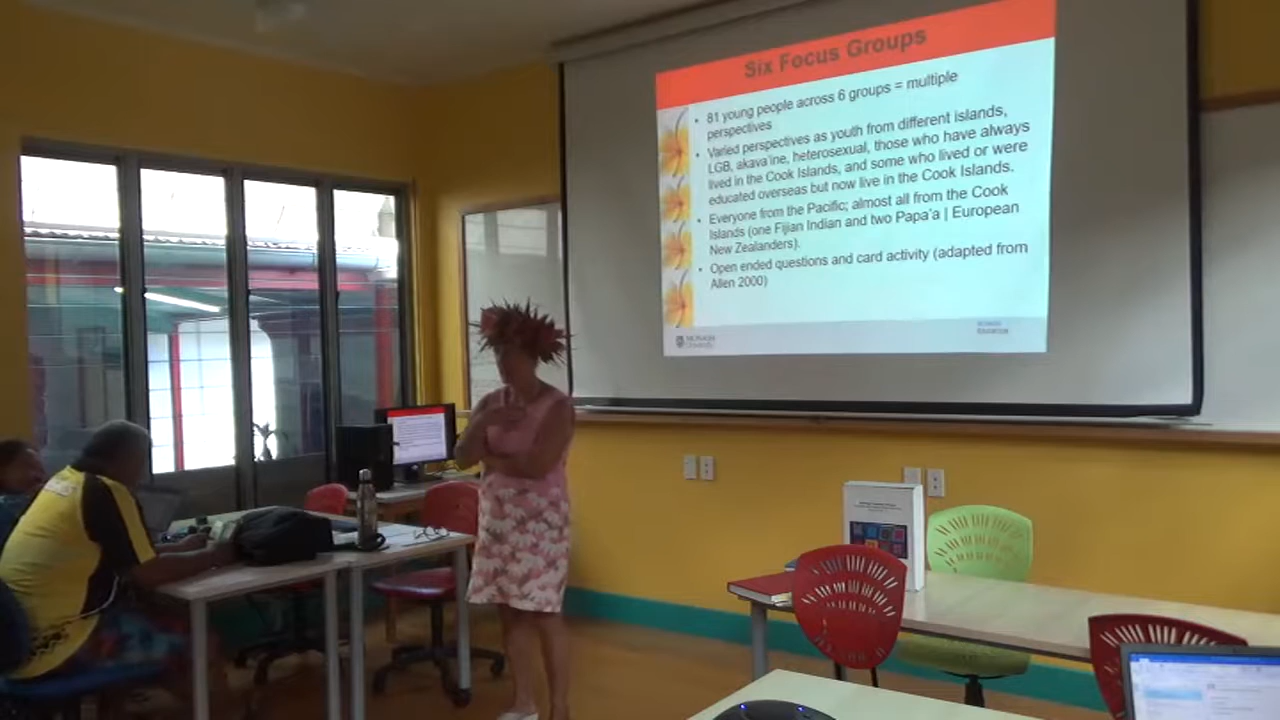 Six Focus Groups
• 81 young people across 6 groups = multiple
perspectives
• Varied perspectives as youth from different islands,
LGB, akava'ine, heterosexual, those who have always
lived in the Cook Islands, and some who lived or were
educated overseas but now live in the Cook Islands.
• Everyone from the Pacific; almost all from the Cook
Islands (one Fijian Indian and two Papa'a | European
New Zealanders).
• Open ended questions and card activity (adapted from
Allen 2000)
MONASH
University